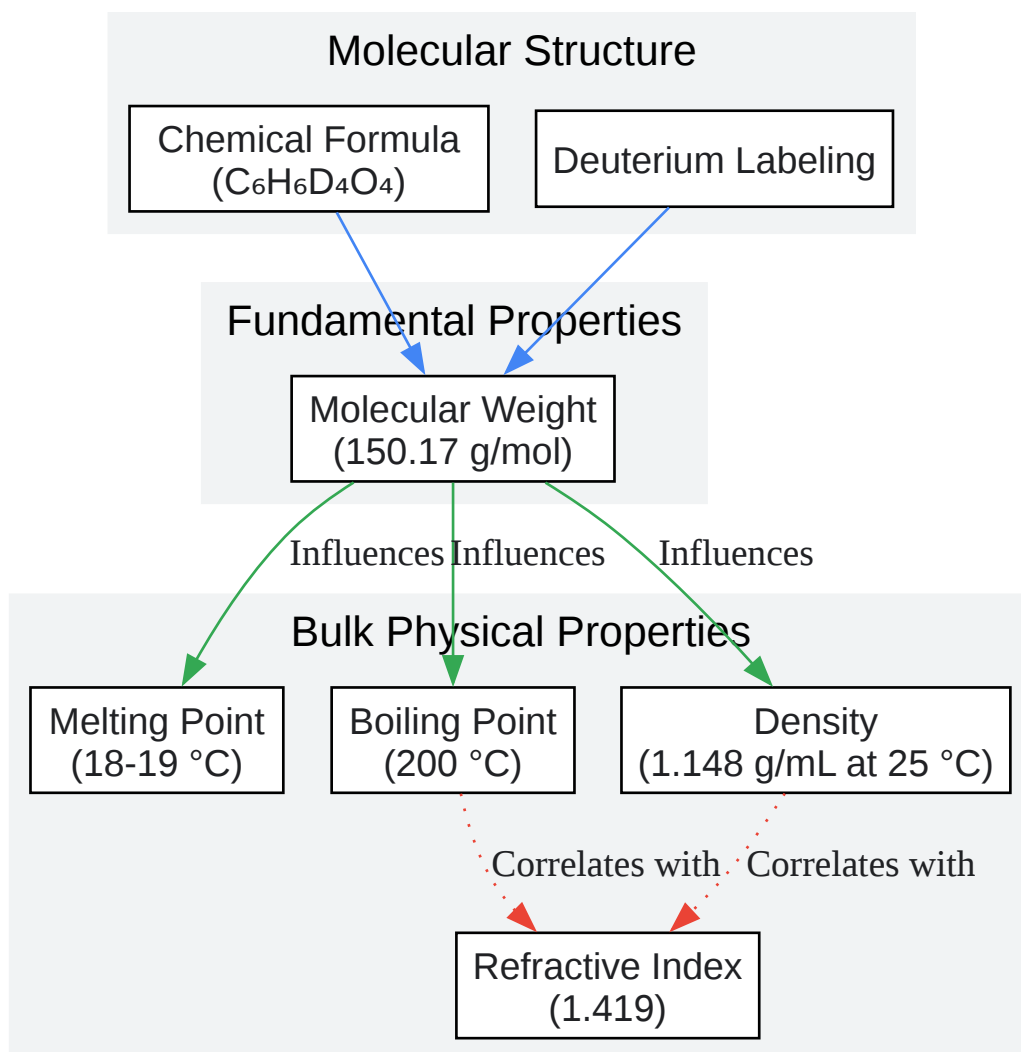 Molecular Structure
Chemical Formula
(C₆H₆D₄O₄)
Deuterium Labeling
Fundamental Properties
Molecular Weight
(150.17 g/mol)
Influences
Influences
Influences
Bulk Physical Properties
Melting Point
(18-19 °C)
Boiling Point
(200 °C)
Density
(1.148 g/mL at 25 °C)
Correlates with
Correlates with
Refractive Index
(1.419)